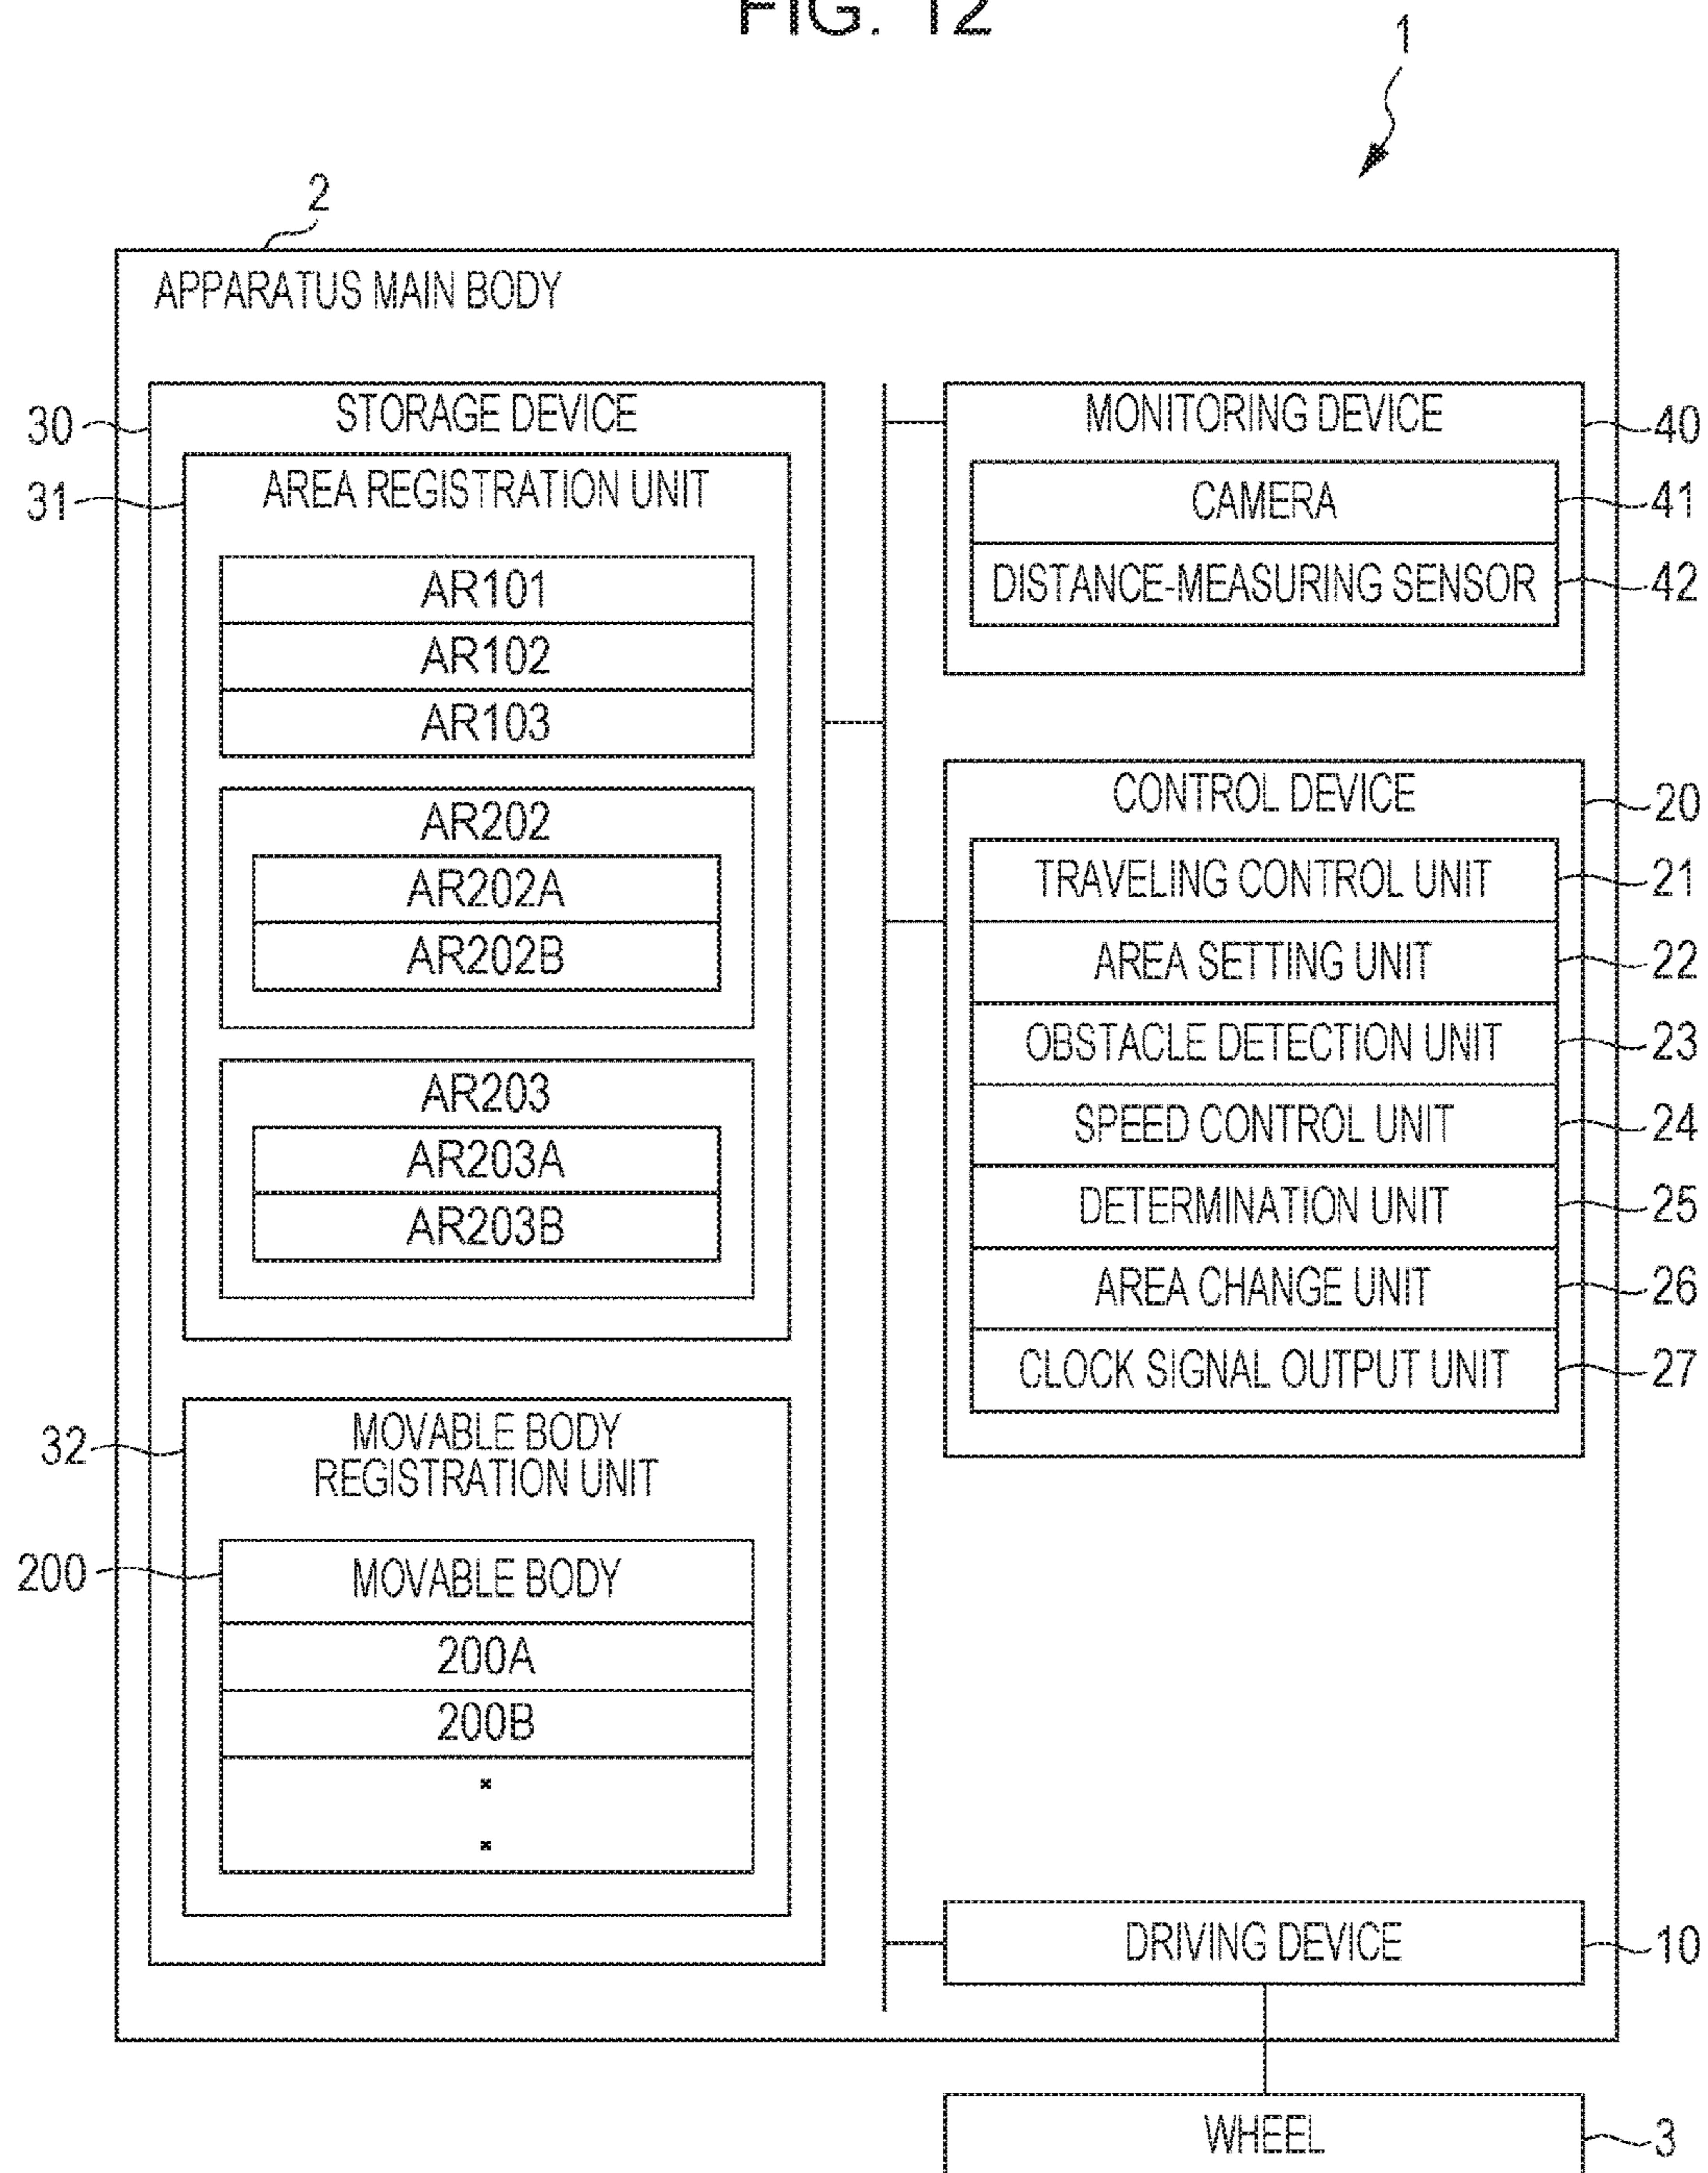 FIG. 12
1
2
APPARATUS MAIN BODY
30
STORAGE DEVICE
31
AREA REGISTRATION UNIT
AR101
AR102
AR103
AR202
AR202A
AR202B
AR203
AR203A
AR203B
32
MOVABLE BODY
REGISTRATION UNIT
200
MOVABLE BODY
200A
200B
MONITORING DEVICE
40
CAMERA
41
DISTANCE-MEASURING SENSOR
42
CONTROL DEVICE
20
TRAVELING CONTROL UNIT
21
AREA SETTING UNIT
22
OBSTACLE DETECTION UNIT
23
SPEED CONTROL UNIT
24
DETERMINATION UNIT
25
AREA CHANGE UNIT
26
CLOCK SIGNAL OUTPUT UNIT
27
DRIVING DEVICE
10
WHEEL
3